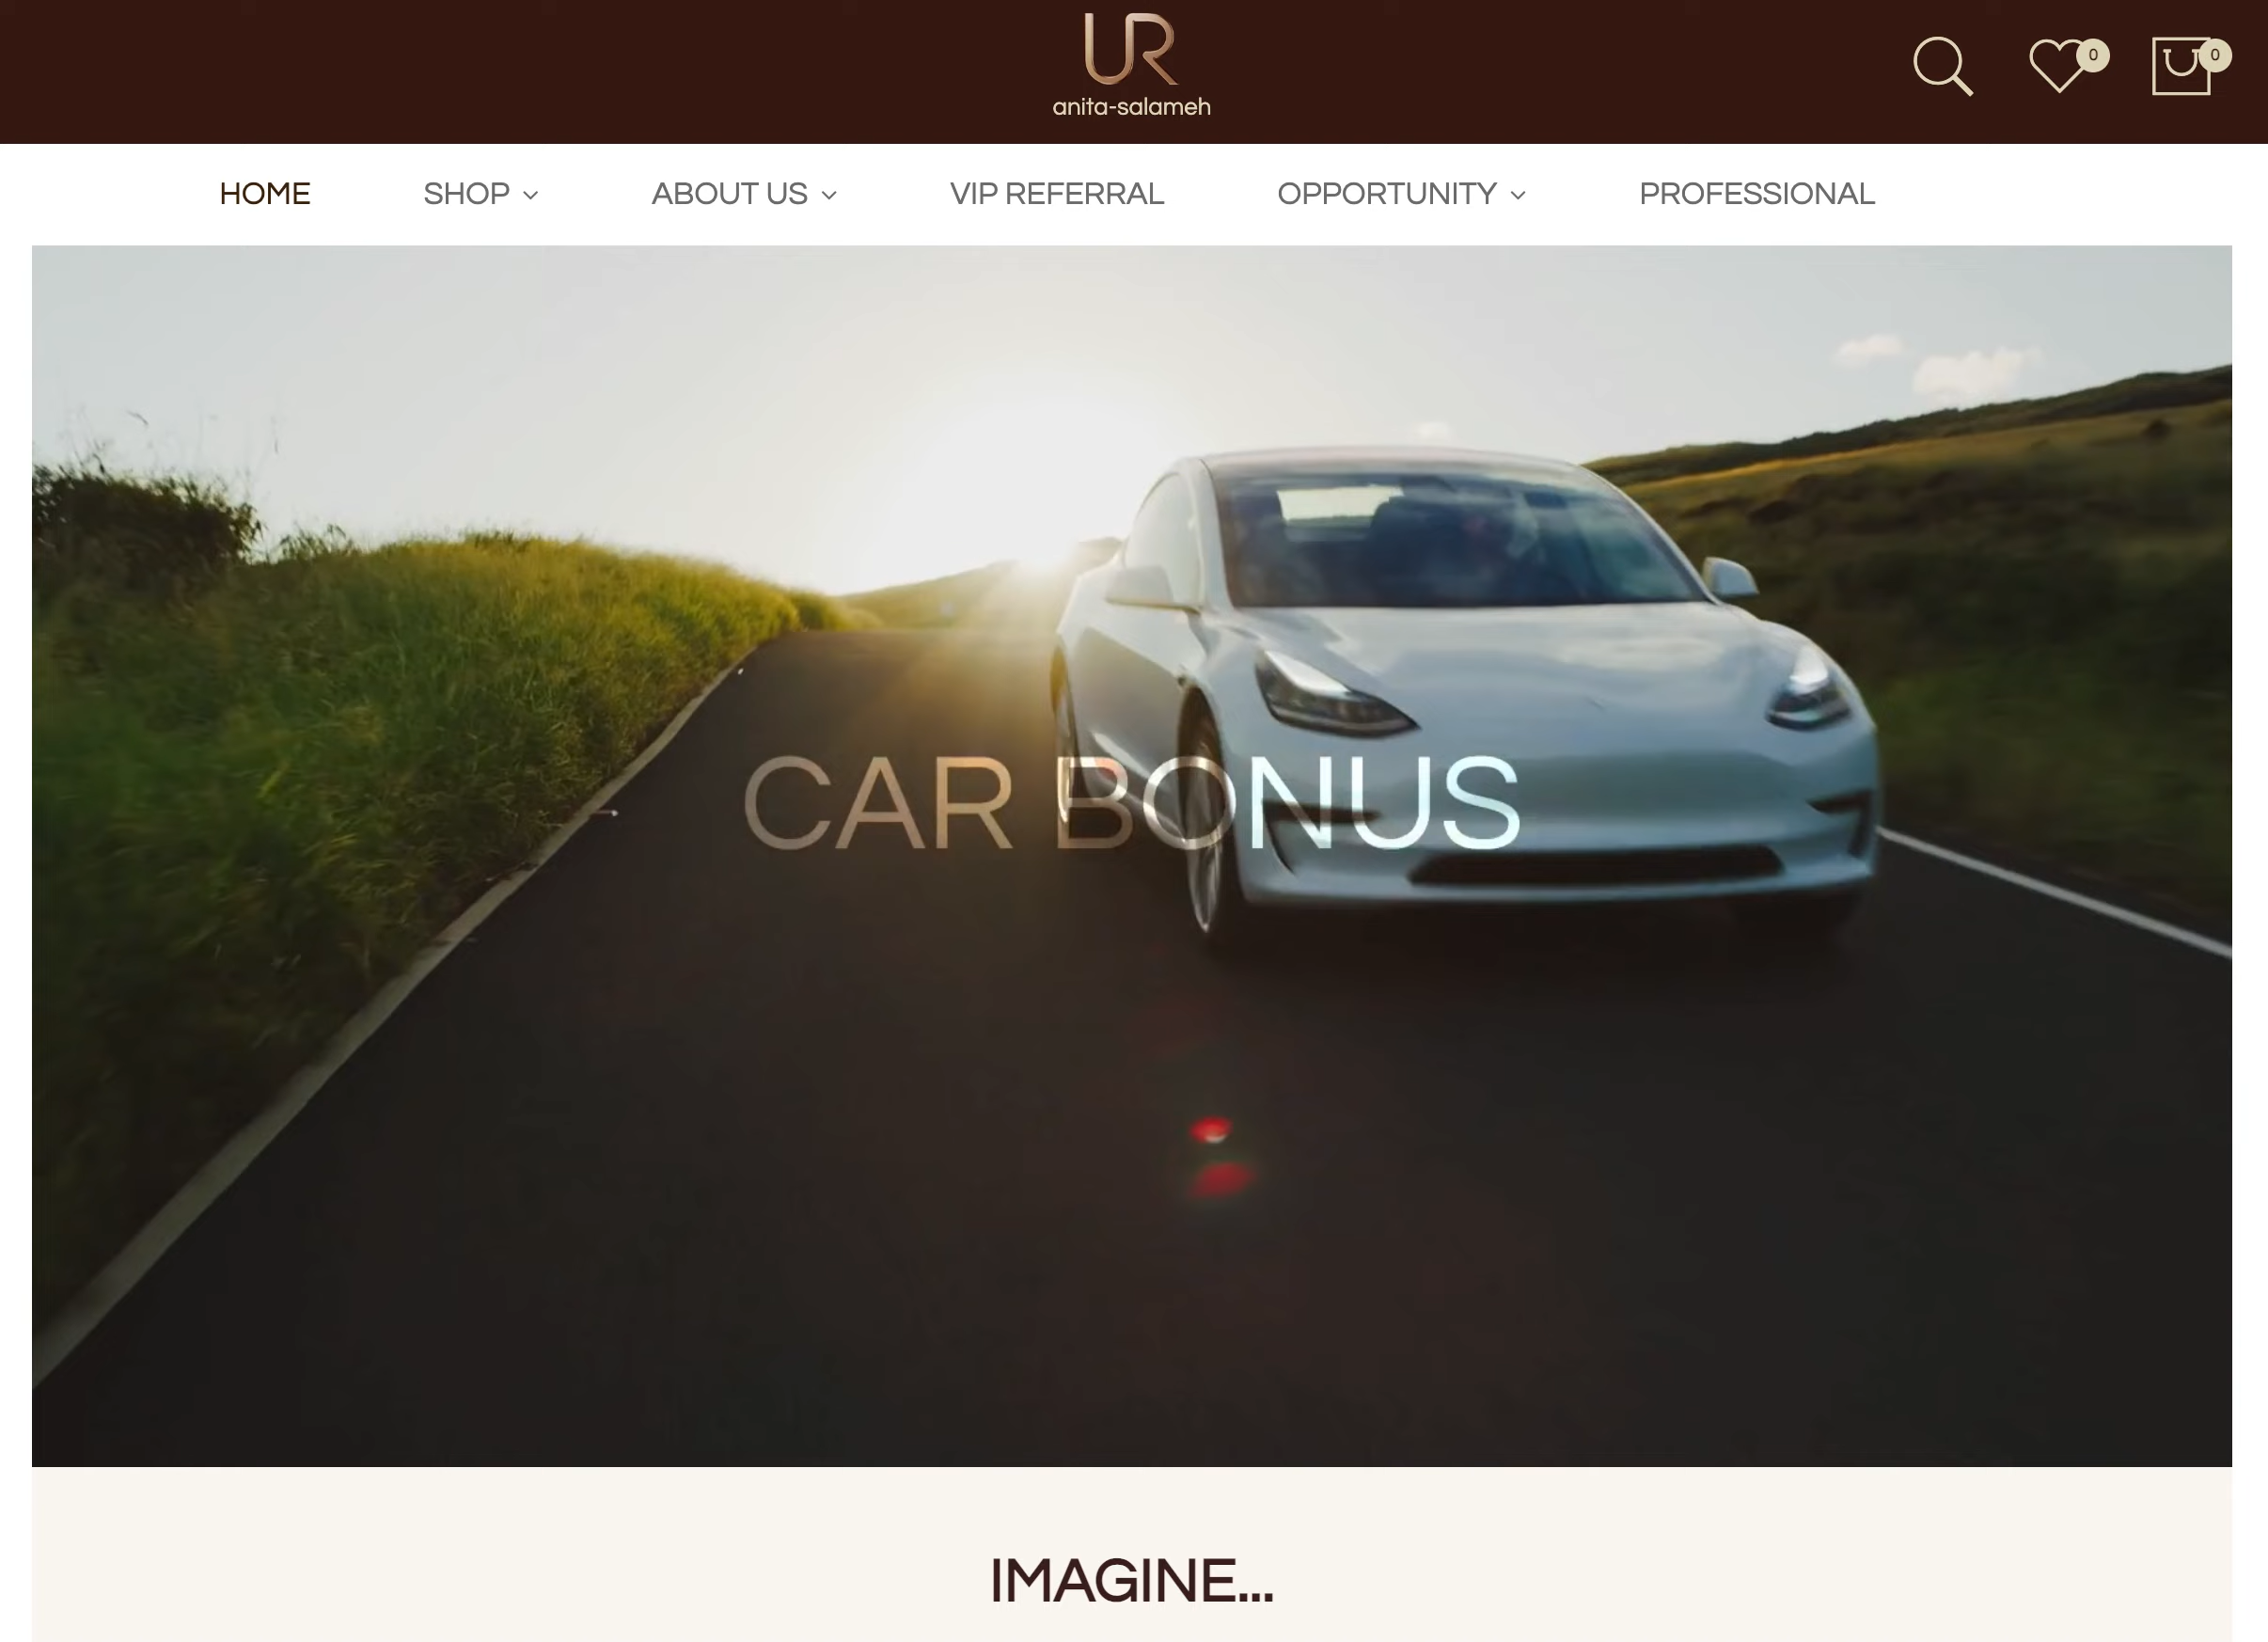 UR
anita-salameh
0
0
HOME
SHOP
ABOUT US
VIP REFERRAL
OPPORTUNITY
PROFESSIONAL
CAR BONUS
IMAGINE...